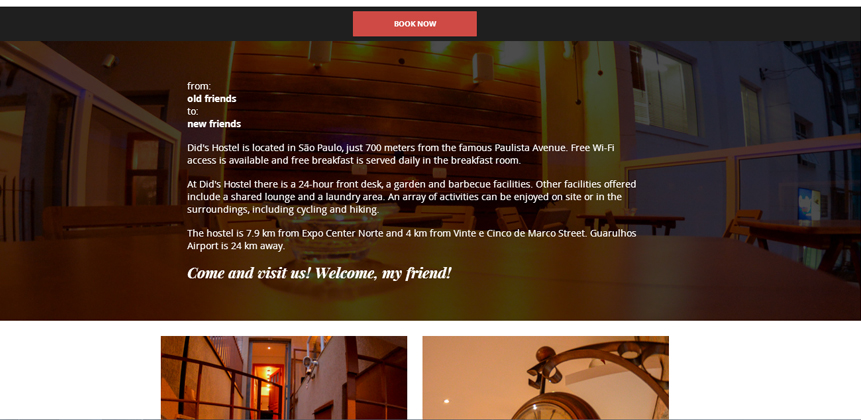 BOOK NOW
from:
old friends
to:
new friends
Did's Hostel is located in São Paulo, just 700 meters from the famous Paulista Avenue. Free Wi-Fi
access is available and free breakfast is served daily in the breakfast room.
At Did's Hostel there is a 24-hour front desk, a garden and barbecue facilities. Other facilities offered
include a shared lounge and a laundry area. An array of activities can be enjoyed on site or in the
surroundings, including cycling and hiking.
The hostel is 7.9 km from Expo Center Norte and 4 km from Vinte e Cinco de Marco Street. Guarulhos
Airport is 24 km away.
Come and visit us! Welcome, my friend!